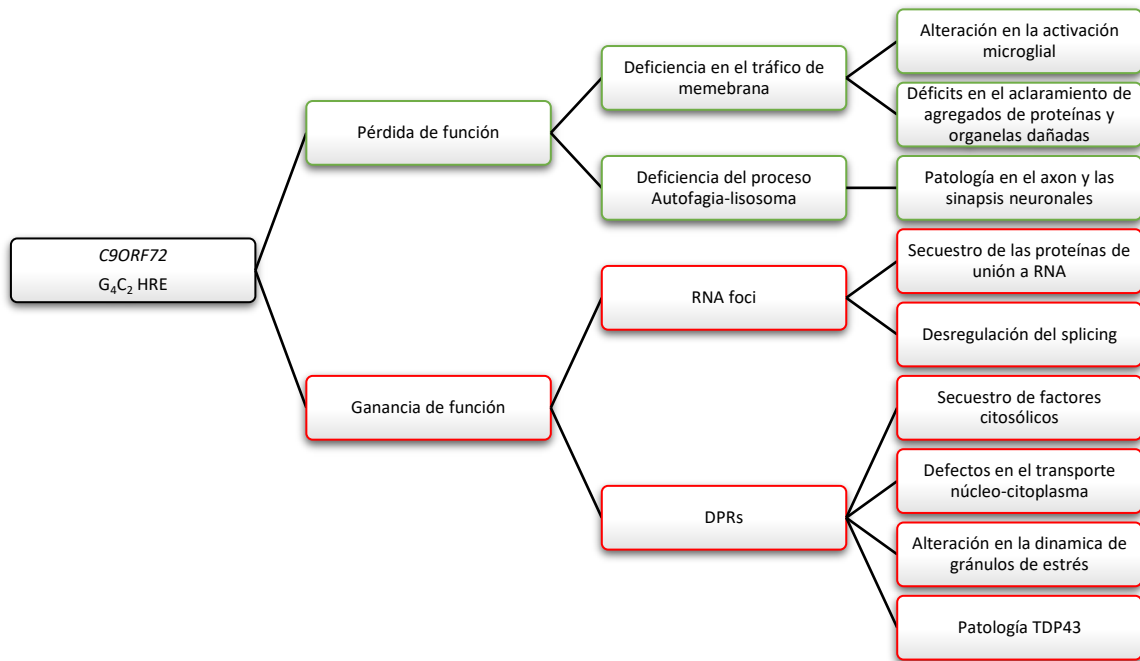 C9ORF72
G₄C₂ HRE
Pérdida de función
Deficiencia en el tráfico de
memebrana
Alteración en la activación
microglial
Déficits en el aclaramiento de
agregados de proteínas y
organelas dañadas
Deficiencia del proceso
Autofagia-lisosoma
Patología en el axon y las
sinapsis neuronales
Ganancia de función
RNA foci
Secuestro de las proteínas de
unión a RNA
Desregulación del splicing
DPRs
Secuestro de factores
citosólicos
Defectos en el transporte
núcleo-citoplasma
Alteración en la dinamica de
gránulos de estrés
Patología TDP43